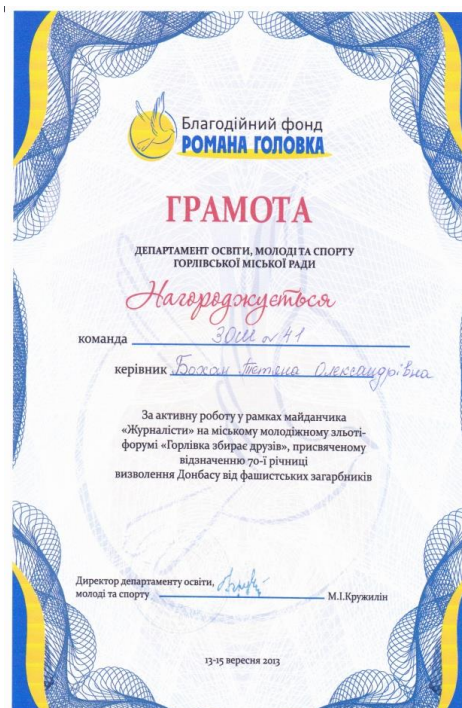 Благодійний фонд
РОМАНА ГОЛОВКА
ГРАМОТА
ДЕПАРТАМЕНТ ОСВІТИ, МОЛОДІ ТА СПОРТУ
ГОРЛІВСЬКОЇ МІСЬКОЇ РАДИ
Нагороджується
команда ЗОШ № 41
керівник Бохан Тетяна Олександрівна
За активну роботу у рамках майданчика
«Журналісти» на міському молодіжному зльоті-
форумі «Горлівка збирає друзів», присвяченому
відзначенню 70-ї річниці
визволення Донбасу від фашистських загарбників
Директор департаменту освіти,
молоді та спорту М.І.Кружилін
13-15 вересня 2013